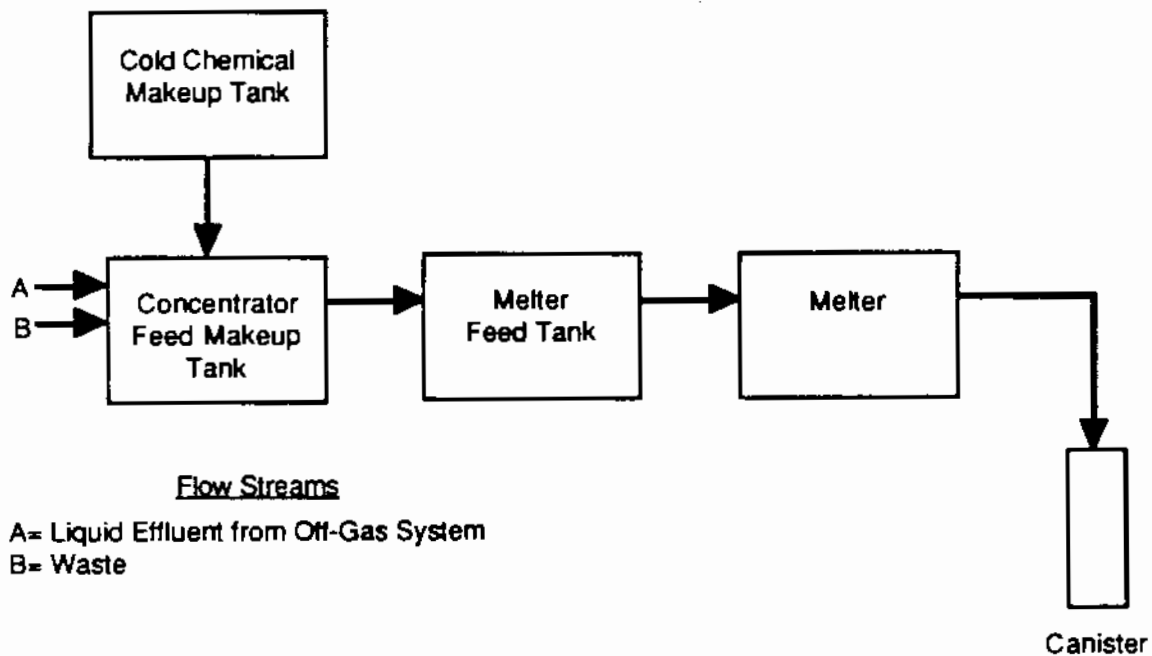 Cold Chemical
Makeup Tank
A
B
Concentrator
Feed Makeup
Tank
Melter
Feed Tank
Melter
Flow Streams
A= Liquid Effluent from Off-Gas System
B= Waste
Canister